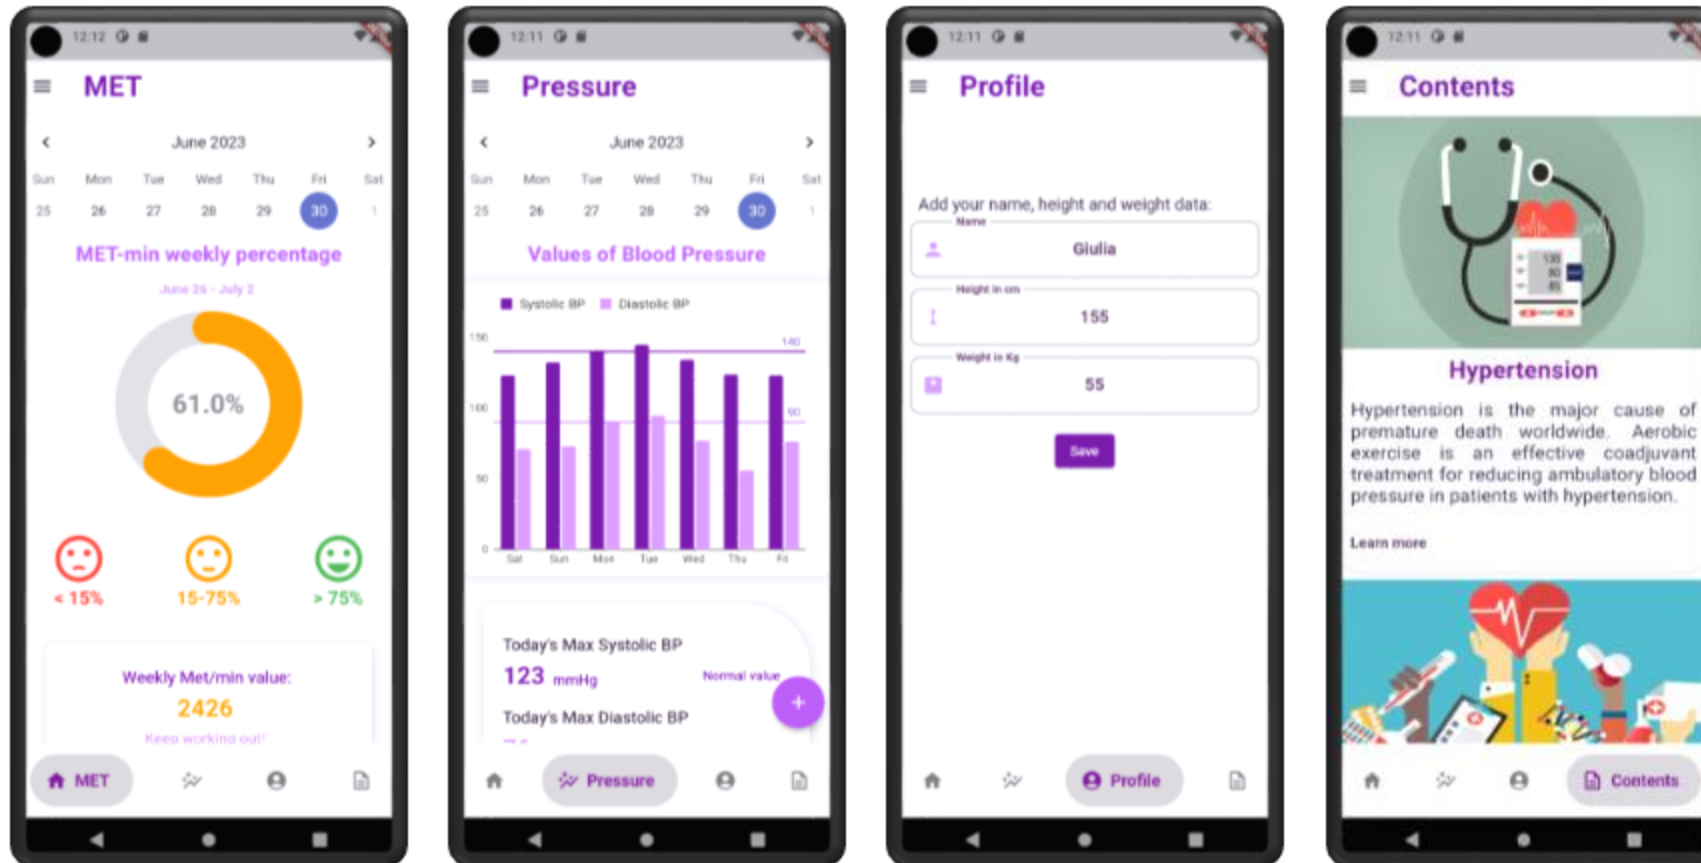 12:12
MET
June 2023
Sun Mon Tue Wed Thu Fri Sat
25 26 27 28 29 30 1
MET-min weekly percentage
June 26 - July 2
61.0%
< 15% 15-75% > 75%
Weekly Met/min value:
2426
Keep working out!
MET
12:11
Pressure
June 2023
Sun Mon Tue Wed Thu Fri Sat
25 26 27 28 29 30 1
Values of Blood Pressure
Systolic BP Diastolic BP
150
140
100
90
50
0
Sat Sun Mon Tue Wed Thu Fri
Today's Max Systolic BP
123 mmHg Normal value
+
Today's Max Diastolic BP
Pressure
12:11
Profile
Add your name, height and weight data:
Name
Giulia
Height in cm
155
Weight in Kg
55
Save
Profile
12:11
Contents
130
80
85
Hypertension
Hypertension is the major cause of
premature death worldwide. Aerobic
exercise is an effective coadjuvant
treatment for reducing ambulatory blood
pressure in patients with hypertension.
Learn more
Contents